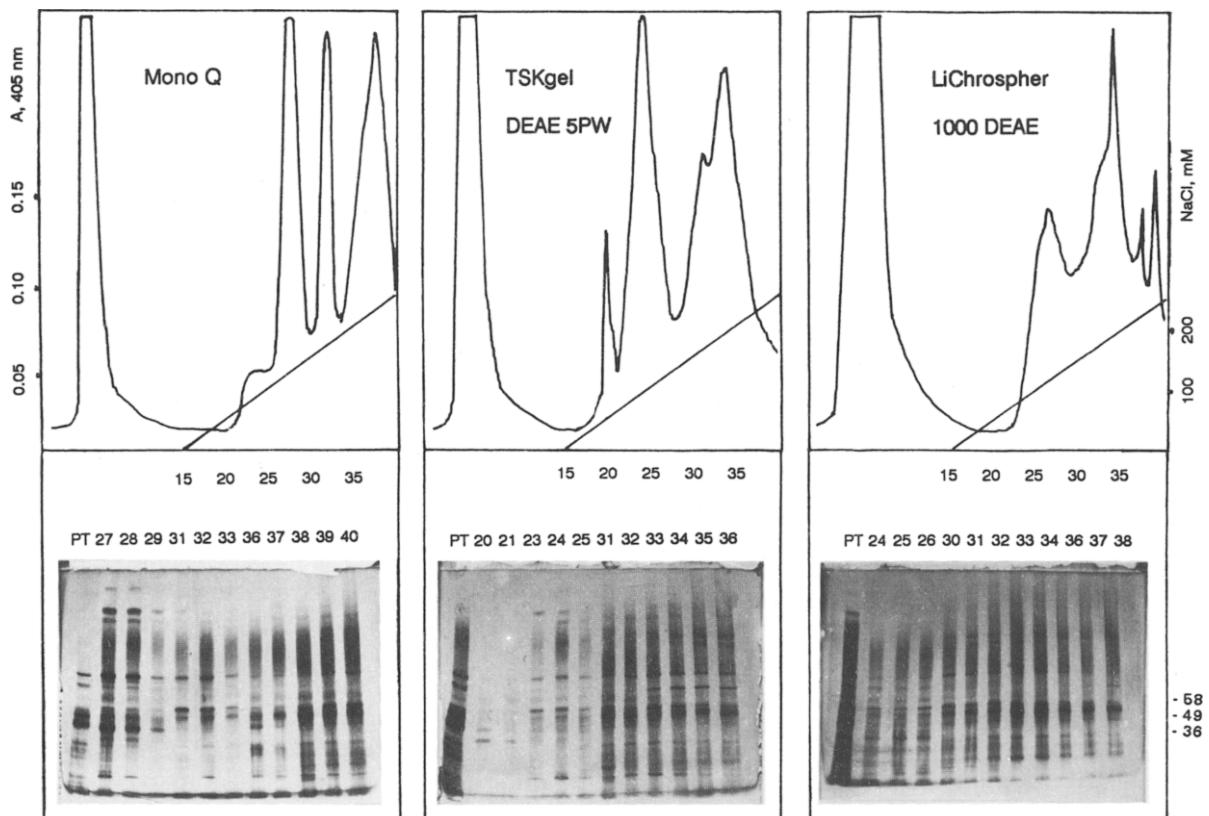 A, 405 nm
0.15
0.10
0.05
Mono Q
TSKgel
DEAE 5PW
LiChrospher
1000 DEAE
NaCl, mM
200
100
15 20 25 30 35
15 20 25 30 35
15 20 25 30 35
PT 27 28 29 31 32 33 36 37 38 39 40
PT 20 21 23 24 25 31 32 33 34 35 36
PT 24 25 26 30 31 32 33 34 36 37 38
- 58
- 49
- 36